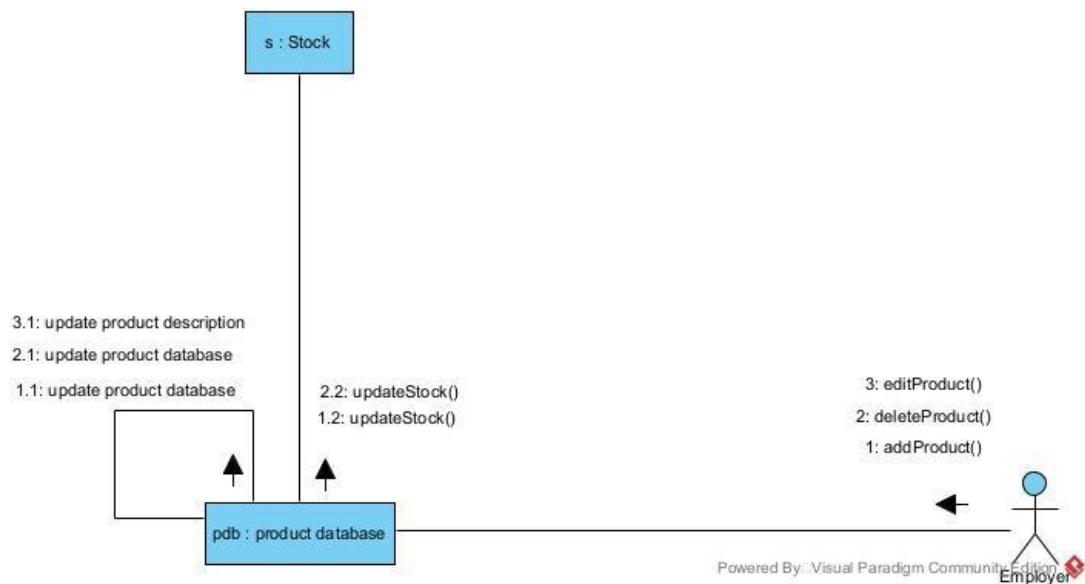 s : Stock
3.1: update product description
2.1: update product database
1.1: update product database
2.2: updateStock()
1.2: updateStock()
3: editProduct()
2: deleteProduct()
1: addProduct()
pdb : product database
Powered By Visual Paradigm Community Edition
Employer